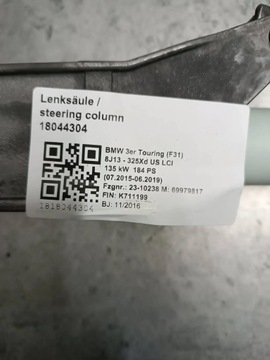 Lenksäule /
steering column
18044304
BMW 3er Touring (F31)
8J13 - 325Xd US LCI
135 kW 184 PS
(07.2015-06.2019)
Fzgnr.: 23-10238 M: 69979817
FIN: K711199
BJ: 11/2016
1818044304